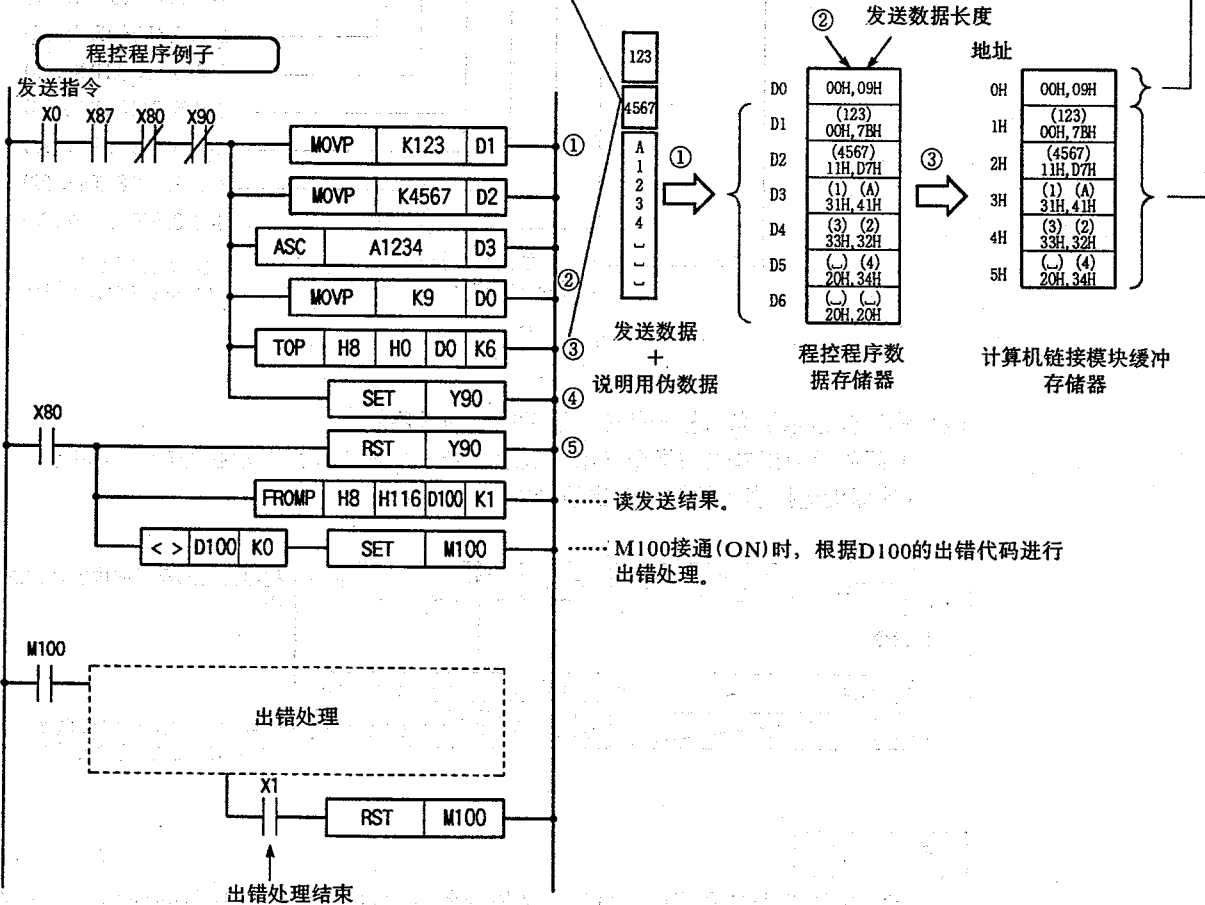 程控程序例子
发送指令
X0 X87 X80 X90
MOVP K123 D1 ①
MOVP K4567 D2
ASC A1234 D3
②
MOVP K9 D0
TOP H8 H0 D0 K6 ③
SET Y90 ④
X80
RST Y90 ⑤
FROMP H8 H116 D100 K1 ……读发送结果。
< > D100 K0 SET M100 ……M100接通(ON)时，根据D100的出错代码进行
出错处理。
M100
出错处理
X1
RST M100
出错处理结束
123
4567
A
1
2
3
4
⌴
⌴
⌴
①
发送数据
+
说明用伪数据
② 发送数据长度
D0 00H, 09H
D1 (123)
00H, 7BH
D2 (4567)
11H, D7H
D3 (1) (A)
31H, 41H
D4 (3) (2)
33H, 32H
D5 (⌴) (4)
20H, 34H
D6 (⌴) (⌴)
20H, 20H
程控程序数
据存储器
③
地址
0H 00H, 09H
1H (123)
00H, 7BH
2H (4567)
11H, D7H
3H (1) (A)
31H, 41H
4H (3) (2)
33H, 32H
5H (⌴) (4)
20H, 34H
计算机链接模块缓冲
存储器